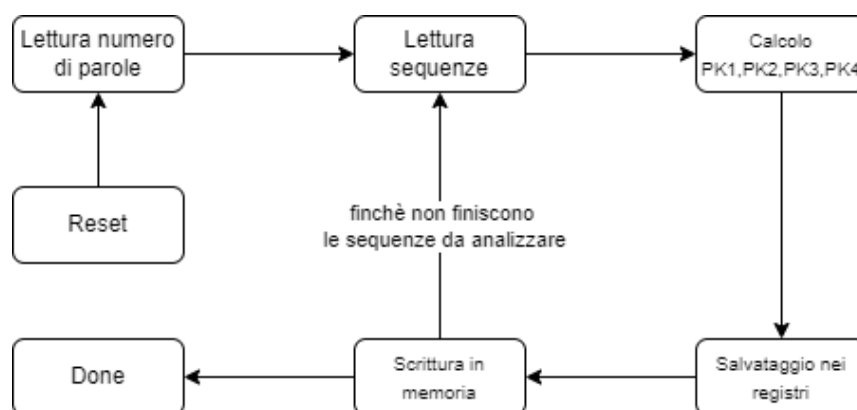 Lettura numero
di parole
Lettura
sequenze
Calcolo
PK1,PK2,PK3,PK4
Reset
finchè non finiscono
le sequenze da analizzare
Done
Scrittura in
memoria
Salvataggio nei
registri